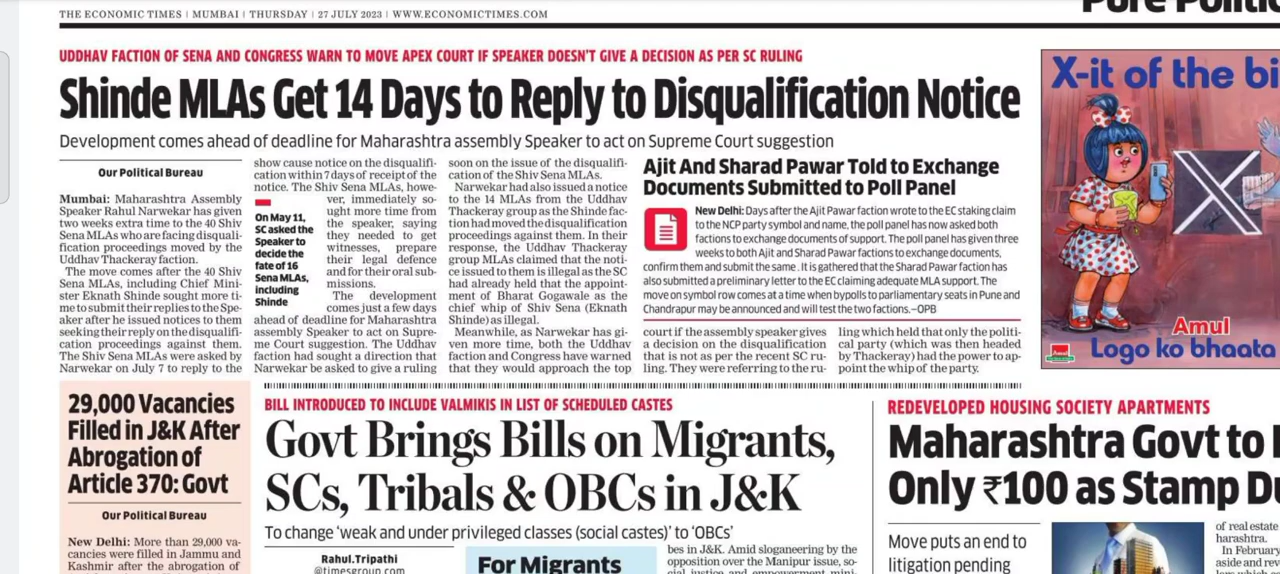 THE ECONOMIC TIMES | MUMBAI | THURSDAY | 27 JULY 2023 | WWW.ECONOMICTIMES.COM
Pure Politic
UDDHAV FACTION OF SENA AND CONGRESS WARN TO MOVE APEX COURT IF SPEAKER DOESN'T GIVE A DECISION AS PER SC RULING
Shinde MLAs Get 14 Days to Reply to Disqualification Notice
Development comes ahead of deadline for Maharashtra assembly Speaker to act on Supreme Court suggestion
Our Political Bureau
Mumbai: Maharashtra Assembly
Speaker Rahul Narwekar has given
two weeks extra time to the 40 Shiv
Sena MLAs who are facing disquali-
fication proceedings moved by the
Uddhav Thackeray faction.
The move comes after the 40 Shiv
Sena MLAs, including Chief Mini-
ster Eknath Shinde sought more ti-
me to submit their replies to the Spe-
aker after he issued notices to them
seeking their reply on the disqualifi-
cation proceedings against them.
The Shiv Sena MLAs were asked by
Narwekar on July 7 to reply to the
show cause notice on the disqualifi-
cation within 7 days of receipt of the
notice. The Shiv Sena MLAs, howe-
ver, immediately so-
ught more time from
the speaker, saying
they needed to get
witnesses, prepare
their legal defence
and for their oral sub-
missions.
The development
comes just a few days
ahead of deadline for Maharashtra
assembly Speaker to act on Supre-
me Court suggestion. The Uddhav
faction had sought a direction that
Narwekar be asked to give a ruling
On May 11,
SC asked the
Speaker to
decide the
fate of 16
Sena MLAs,
including
Shinde
soon on the issue of the disqualifi-
cation of the Shiv Sena MLAs.
Narwekar had also issued a notice
to the 14 MLAs from the Uddhav
Thackeray group as the Shinde fac-
tion had moved the disqualification
proceedings against them. In their
response, the Uddhav Thackeray
group MLAs claimed that the noti-
ce issued to them is illegal as the SC
had already held that the appoint-
ment of Bharat Gogawale as the
chief whip of Shiv Sena (Eknath
Shinde) as illegal.
Meanwhile, as Narwekar has gi-
ven more time, both the Uddhav
faction and Congress have warned
that they would approach the top
court if the assembly speaker gives
a decision on the disqualification
that is not as per the recent SC ru-
ling. They were referring to the ru-
ling which held that only the politi-
cal party (which was then headed
by Thackeray) had the power to ap-
point the whip of the party.
Ajit And Sharad Pawar Told to Exchange
Documents Submitted to Poll Panel
New Delhi: Days after the Ajit Pawar faction wrote to the EC staking claim
to the NCP party symbol and name, the poll panel has now asked both
factions to exchange documents of support. The poll panel has given three
weeks to both Ajit and Sharad Pawar factions to exchange documents,
confirm them and submit the same . It is gathered that the Sharad Pawar faction has
also submitted a preliminary letter to the EC claiming adequate MLA support. The
move on symbol row comes at a time when bypolls to parliamentary seats in Pune and
Chandrapur may be announced and will test the two factions.–OPB
X-it of the bi
Amul
Amul
Logo ko bhaata
29,000 Vacancies
Filled in J&K After
Abrogation of
Article 370: Govt
Our Political Bureau
New Delhi: More than 29,000 va-
cancies were filled in Jammu and
Kashmir after the abrogation of
BILL INTRODUCED TO INCLUDE VALMIKIS IN LIST OF SCHEDULED CASTES
Govt Brings Bills on Migrants,
SCs, Tribals & OBCs in J&K
To change 'weak and under privileged classes (social castes)' to 'OBCs'
Rahul.Tripathi
@timesgroup.com
For Migrants
bes in J&K. Amid sloganeering by the
opposition over the Manipur issue, so-
cial justice and empowerment mini-
REDEVELOPED HOUSING SOCIETY APARTMENTS
Maharashtra Govt to
Only ₹100 as Stamp Du
Move puts an end to
litigation pending
of real estate
harashtra.
In February
aside and rev